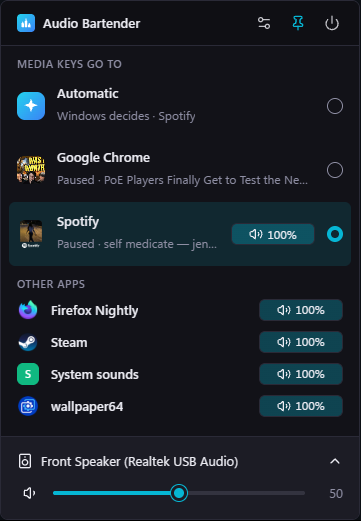 Audio Bartender
MEDIA KEYS GO TO
Automatic
Windows decides · Spotify
Google Chrome
Paused · PoE Players Finally Get to Test the Ne...
Spotify
Paused · self medicate — jen...
100%
OTHER APPS
Firefox Nightly
100%
Steam
100%
S
System sounds
100%
wallpaper64
100%
Front Speaker (Realtek USB Audio)
50